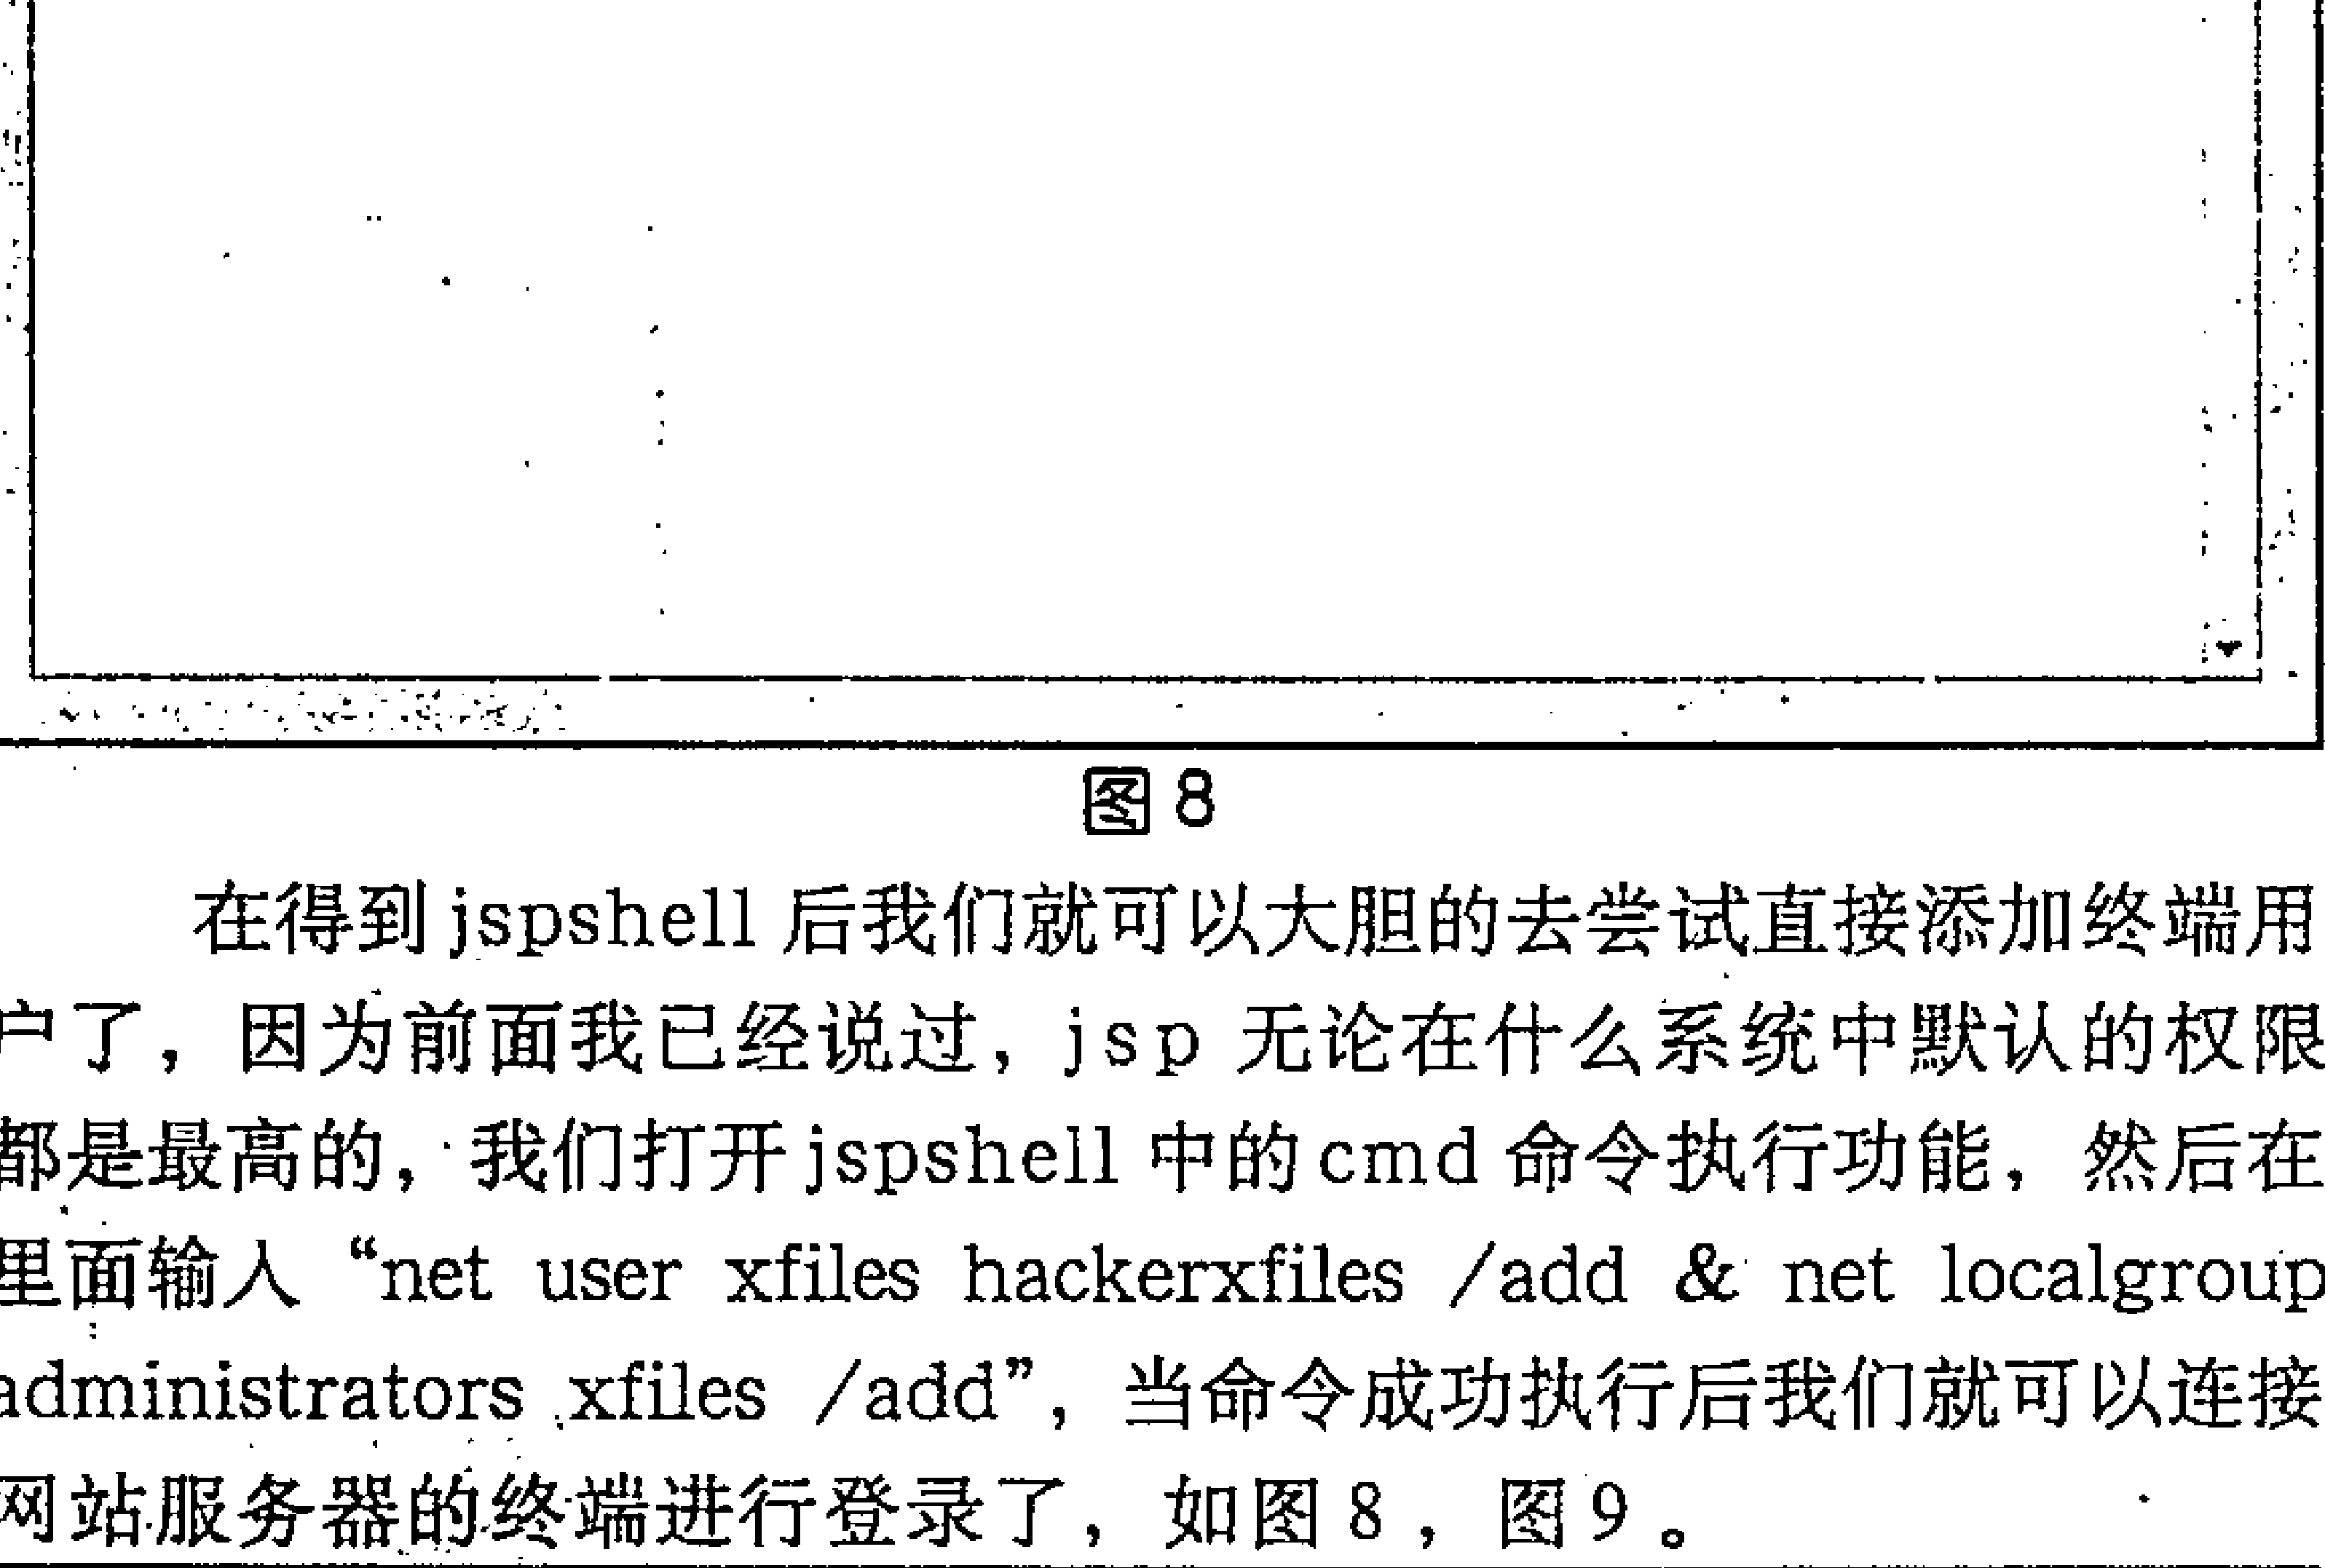 图8
在得到jspshell后我们就可以大胆的去尝试直接添加终端用
户了，因为前面我已经说过，jsp 无论在什么系统中默认的权限
都是最高的，我们打开jspshell中的cmd命令执行功能，然后在
里面输入“net user xfiles hackerxfiles /add & net localgroup
administrators xfiles /add”，当命令成功执行后我们就可以连接
网站服务器的终端进行登录了，如图8，图9。